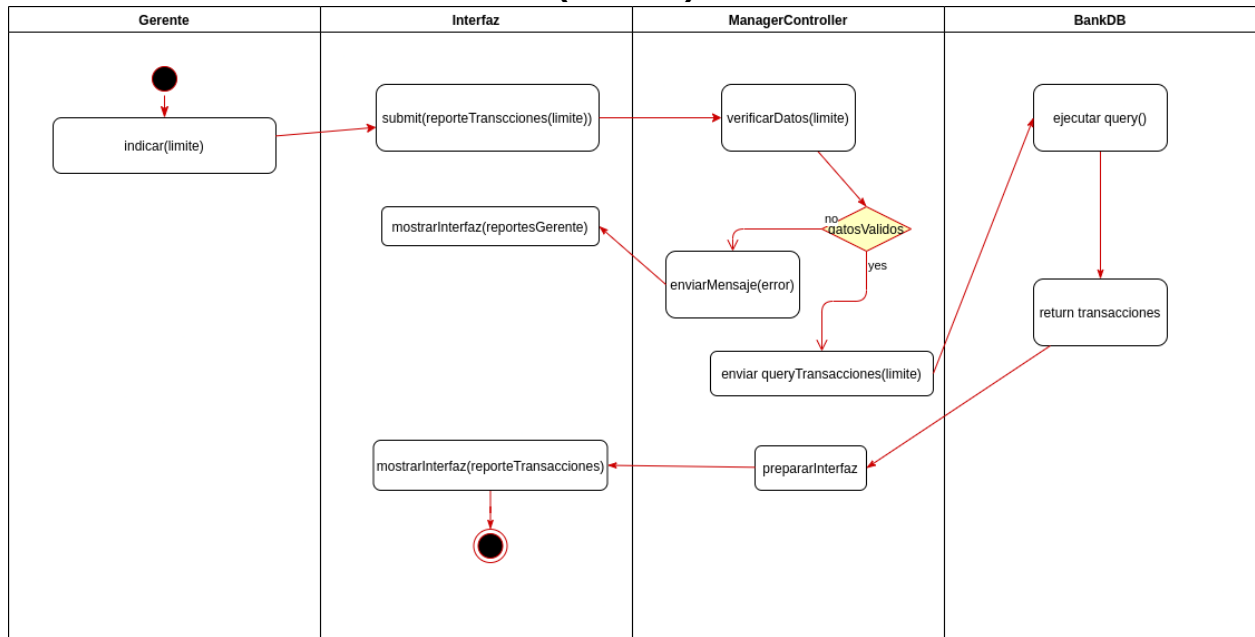 Gerente
Interfaz
ManagerController
BankDB
indicar(limite)
submit(reporteTranscciones(limite))
verificarDatos(limite)
ejecutar query()
mostrarInterfaz(reportesGerente)
no
gatosValidos
yes
enviarMensaje(error)
return transacciones
enviar queryTransacciones(limite)
mostrarInterfaz(reporteTransacciones)
prepararInterfaz